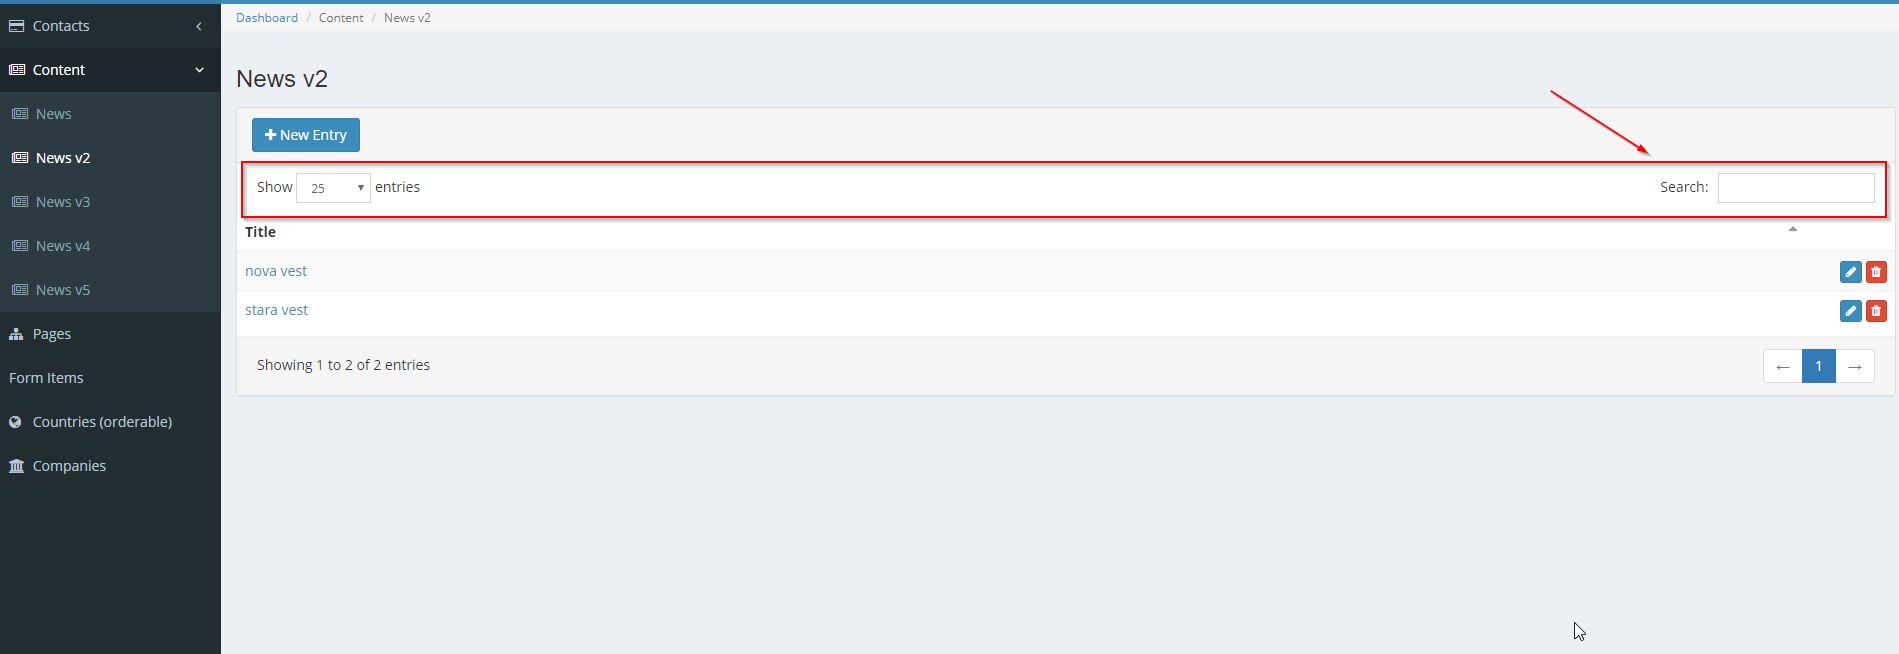 Contacts
Content
News
News v2
News v3
News v4
News v5
Pages
Form Items
Countries (orderable)
Companies
Dashboard / Content / News v2
News v2
New Entry
Show 25 entries Search:
Title
nova vest
stara vest
Showing 1 to 2 of 2 entries ← 1 →